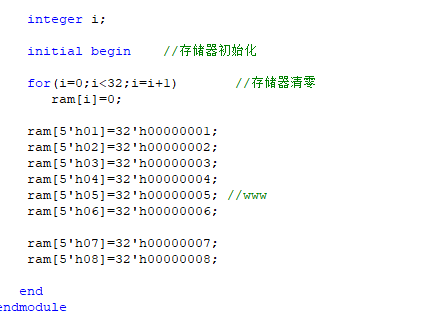 integer i;
initial begin    //存储器初始化
for(i=0;i<32;i=i+1)       //存储器清零
ram[i]=0;
ram[5'h01]=32'h00000001;
ram[5'h02]=32'h00000002;
ram[5'h03]=32'h00000003;
ram[5'h04]=32'h00000004;
ram[5'h05]=32'h00000005; //www
ram[5'h06]=32'h00000006;
ram[5'h07]=32'h00000007;
ram[5'h08]=32'h00000008;
end
endmodule